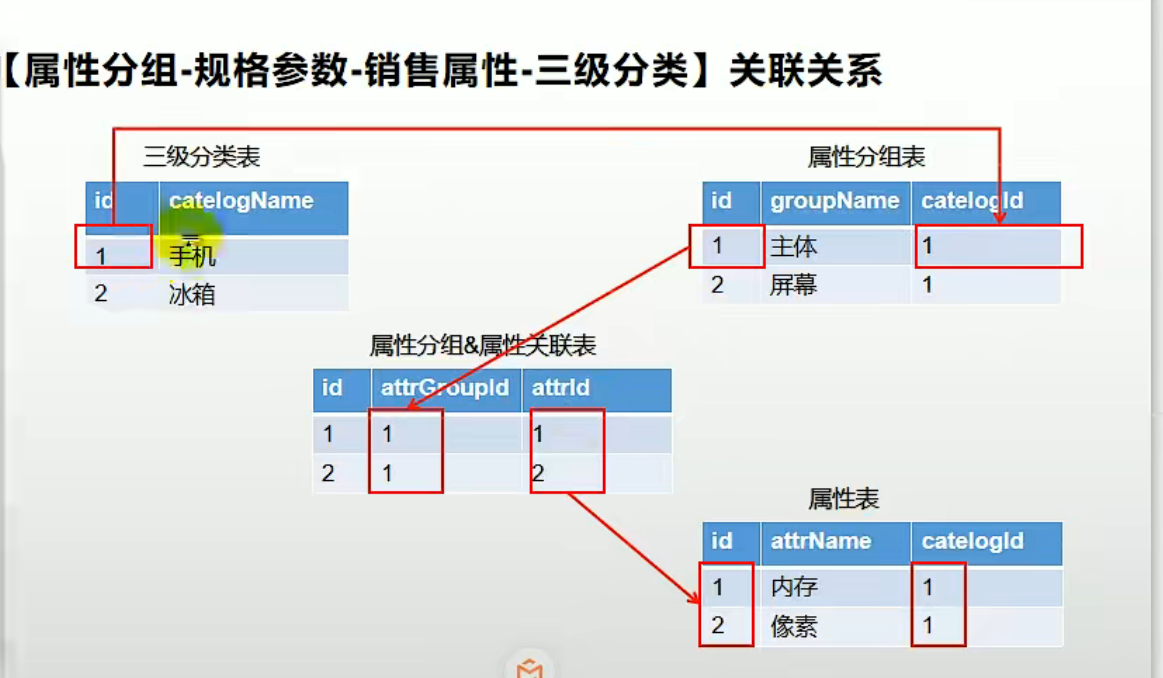 【属性分组-规格参数-销售属性-三级分类】关联关系
三级分类表
id catelogName
1 手机
2 冰箱
属性分组表
id groupName catelogId
1 主体 1
2 屏幕 1
属性分组&属性关联表
id attrGroupId attrId
1 1 1
2 1 2
属性表
id attrName catelogId
1 内存 1
2 像素 1